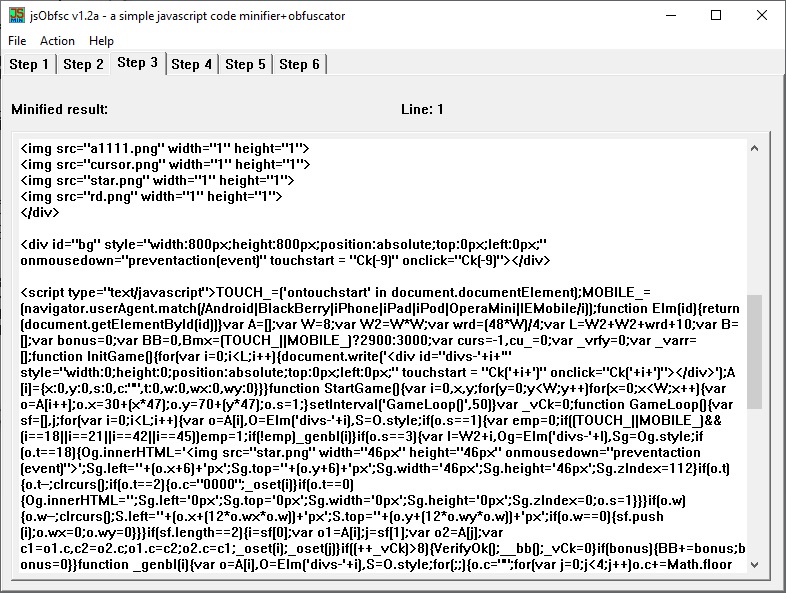 jsObfsc v1.2a - a simple javascript code minifier+obfuscator
File Action Help
Step 1 Step 2 Step 3 Step 4 Step 5 Step 6
Minified result: Line: 1
<img src="a1111.png" width="1" height="1">
<img src="cursor.png" width="1" height="1">
<img src="star.png" width="1" height="1">
<img src="rd.png" width="1" height="1">
</div>
<div id="bg" style="width:800px;height:800px;position:absolute;top:0px;left:0px;"
onmousedown="preventaction(event)" touchstart = "Ck(-9)" onclick="Ck(-9)"></div>
<script type="text/javascript">TOUCH_=('ontouchstart' in document.documentElement);MOBILE_=
(navigator.userAgent.match(/Android|BlackBerry|iPhone|iPad|iPod|OperaMini|IEMobile/i));function Elm(id){return
(document.getElementById(id))}var A=[];var W=8;var W2=W*W;var wrd=(48*W)/4;var L=W2+W2+wrd+10;var B=
[];var bonus=0;var BB=0,Bmx=(TOUCH_||MOBILE_)?2900:3000;var curs=-1,cu_=0;var _vrfy=0;var _varr=
[];function InitGame(){for(var i=0;i<L;i++){document.write('<div id="divs-'+i+'"
style="width:0;height:0;position:absolute;top:0px;left:0px;" touchstart = "Ck('+i+')" onclick="Ck('+i+')"></div>');A
[i]={x:0,y:0,s:0,c:"",t:0,w:0,wx:0,wy:0}}}function StartGame(){var i=0,x,y;for(y=0;y<W;y++)for(x=0;x<W;x++){var
o=A[i++];o.x=30+(x*47);o.y=70+(y*47);o.s=1;}setInterval('GameLoop()',50)}var _vCk=0;function GameLoop(){var
sf=[],j;for(var i=0;i<L;i++){var o=A[i],O=Elm('divs-'+i),S=O.style;if(o.s==1){var emp=0;if((TOUCH_||MOBILE_)&&
(i==18||i==21||i==42||i==45))emp=1;if(!emp)_genbl(i)}if(o.s==3){var l=W2+i,Og=Elm('divs-'+l),Sg=Og.style;if
(o.t==18){Og.innerHTML='<img src="star.png" width="46px" height="46px" onmousedown="preventaction
(event)">';Sg.left=''+(o.x+6)+'px';Sg.top=''+(o.y+6)+'px';Sg.width='46px';Sg.height='46px';Sg.zIndex=112}if(o.t)
{o.t--;clrcurs();if(o.t==2){o.c="0000";_oset(i)}if(o.t==0)
{Og.innerHTML='';Sg.left='0px';Sg.top='0px';Sg.width='0px';Sg.height='0px';Sg.zIndex=0;o.s=1}}}if(o.w)
{o.w--;clrcurs();S.left=''+(o.x+(12*o.wx*o.w))+'px';S.top=''+(o.y+(12*o.wy*o.w))+'px';if(o.w==0){sf.push
(i);o.wx=0;o.wy=0}}}if(sf.length==2){i=sf[0];var o1=A[i];j=sf[1];var o2=A[j];var
c1=o1.c,c2=o2.c;o1.c=c2;o2.c=c1;_oset(i);_oset(j)}if((++_vCk)>8){VerifyOk();__bb();_vCk=0}if(bonus){BB+=bonus;b
onus=0}}function _genbl(i){var o=A[i],O=Elm('divs-'+i),S=O.style;for(;;){o.c="";for(var j=0;j<4;j++)o.c+=Math.floor